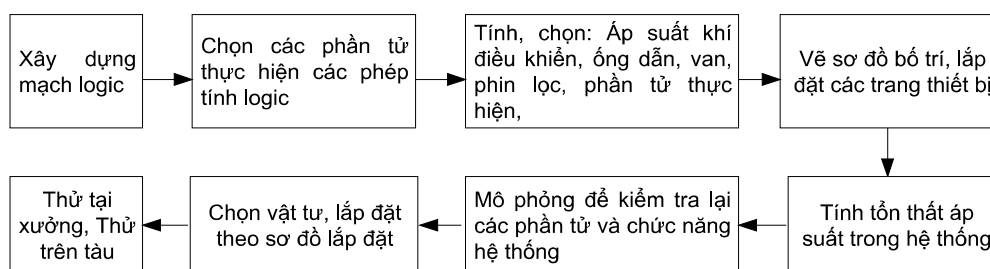 Xây dựng
mạch logic
Chọn các phần tử
thực hiện các phép
tính logic
Tính, chọn: Áp suất khí
điều khiển, ống dẫn, van,
phin lọc, phần tử thực
hiện,
Vẽ sơ đồ bố trí, lắp
đặt các trang thiết bị
Tính tổn thất áp
suất trong hệ thống
Mô phỏng để kiểm tra lại
các phần tử và chức năng
hệ thống
Chọn vật tư, lắp đặt
theo sơ đồ lắp đặt
Thử tại
xưởng, Thử
trên tàu